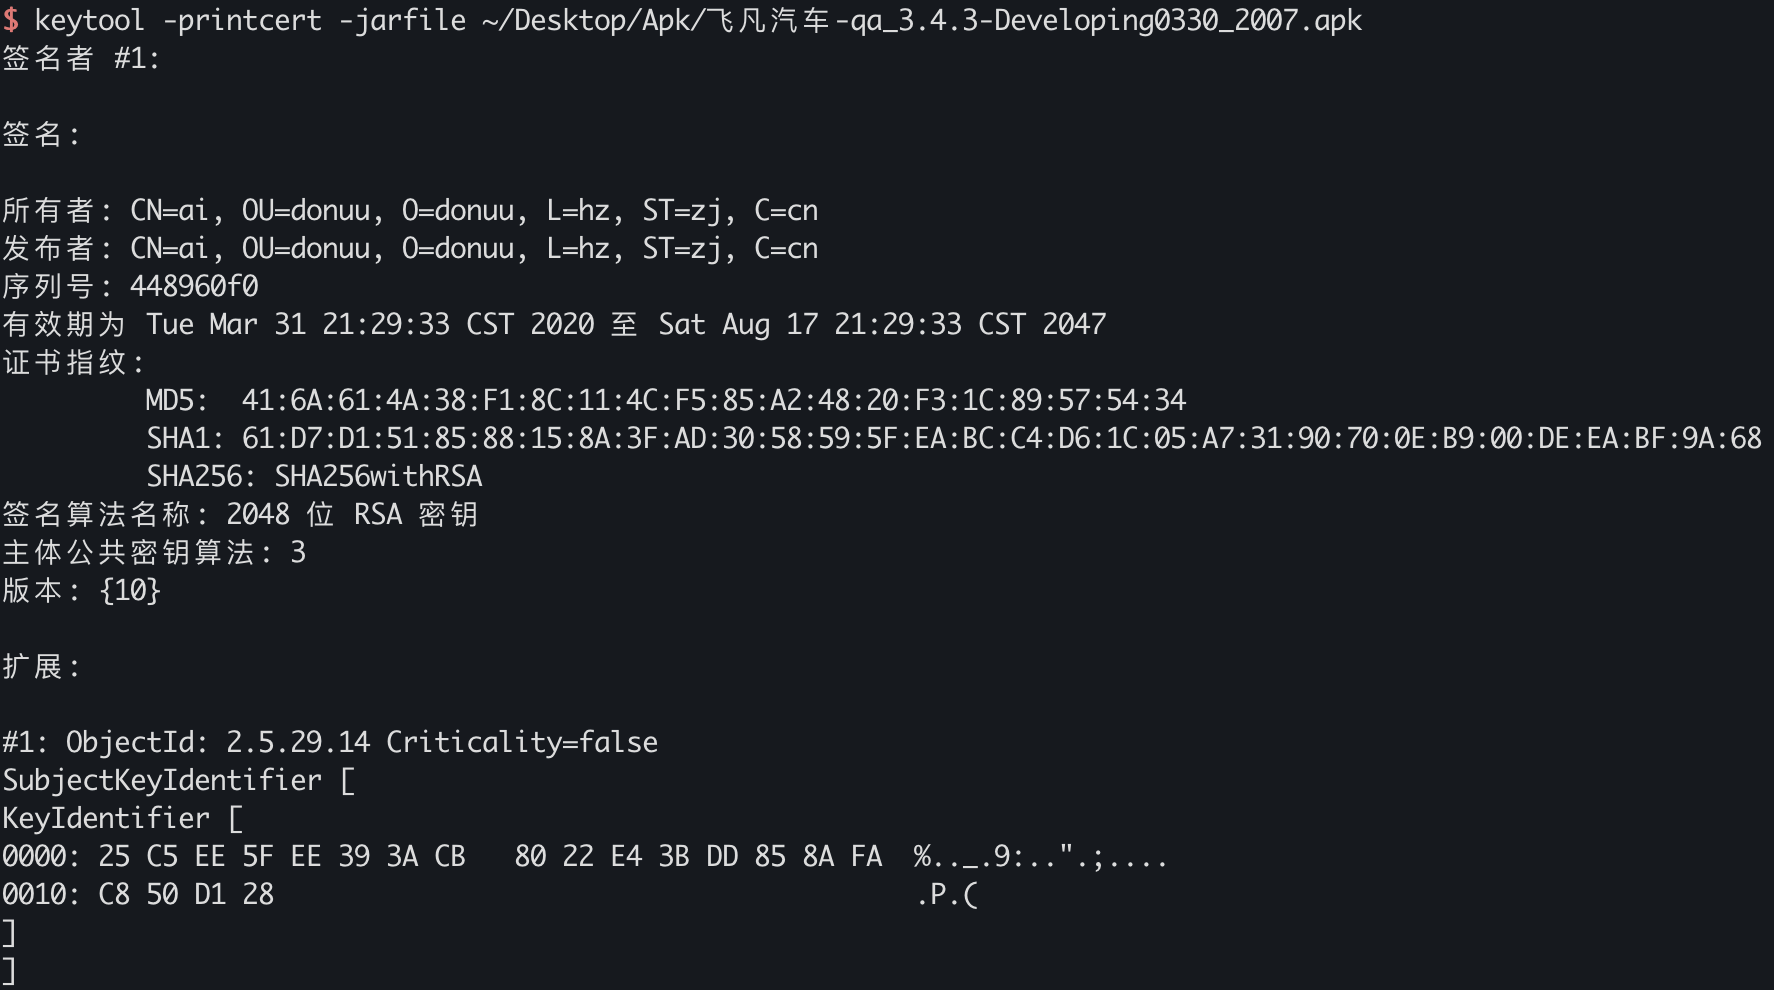 $ keytool -printcert -jarfile ~/Desktop/Apk/飞凡汽车-qa_3.4.3-Developing0330_2007.apk
签名者 #1:
签名:
所有者: CN=ai, OU=donuu, O=donuu, L=hz, ST=zj, C=cn
发布者: CN=ai, OU=donuu, O=donuu, L=hz, ST=zj, C=cn
序列号: 448960f0
有效期为 Tue Mar 31 21:29:33 CST 2020 至 Sat Aug 17 21:29:33 CST 2047
证书指纹:
MD5:  41:6A:61:4A:38:F1:8C:11:4C:F5:85:A2:48:20:F3:1C:89:57:54:34
SHA1: 61:D7:D1:51:85:88:15:8A:3F:AD:30:58:59:5F:EA:BC:C4:D6:1C:05:A7:31:90:70:0E:B9:00:DE:EA:BF:9A:68
SHA256: SHA256withRSA
签名算法名称: 2048 位 RSA 密钥
主体公共密钥算法: 3
版本: {10}
扩展:
#1: ObjectId: 2.5.29.14 Criticality=false
SubjectKeyIdentifier [
KeyIdentifier [
0000: 25 C5 EE 5F EE 39 3A CB   80 22 E4 3B DD 85 8A FA  %.._.9:..".;....
0010: C8 50 D1 28                                        .P.(
]
]